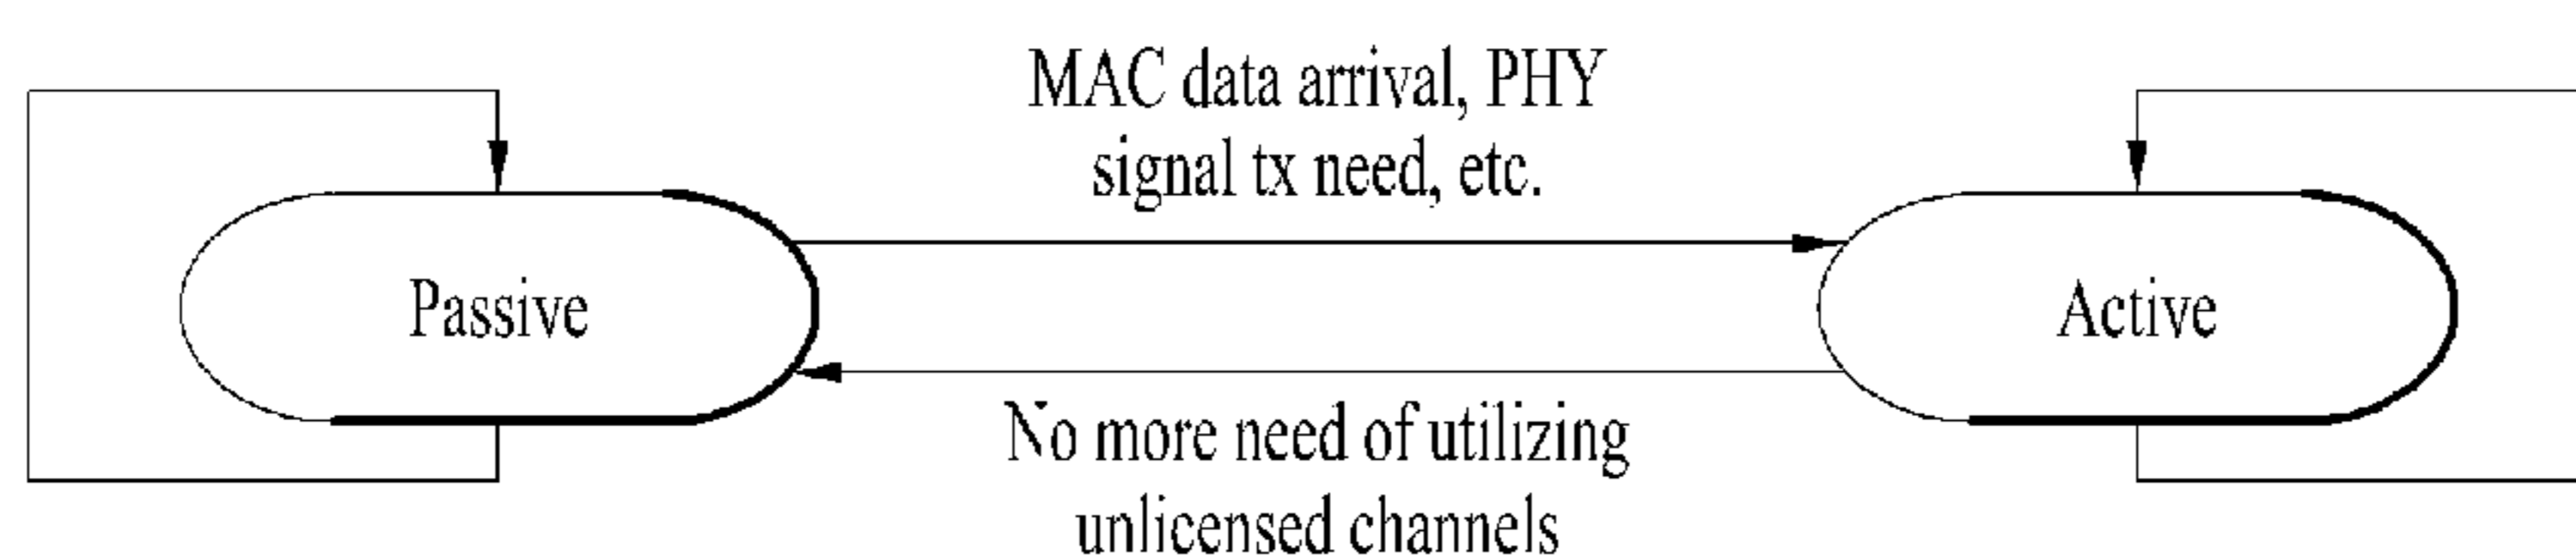 MAC data arrival, PHY
signal tx need, etc.
Passive
Active
No more need of utilizing
unlicensed channels